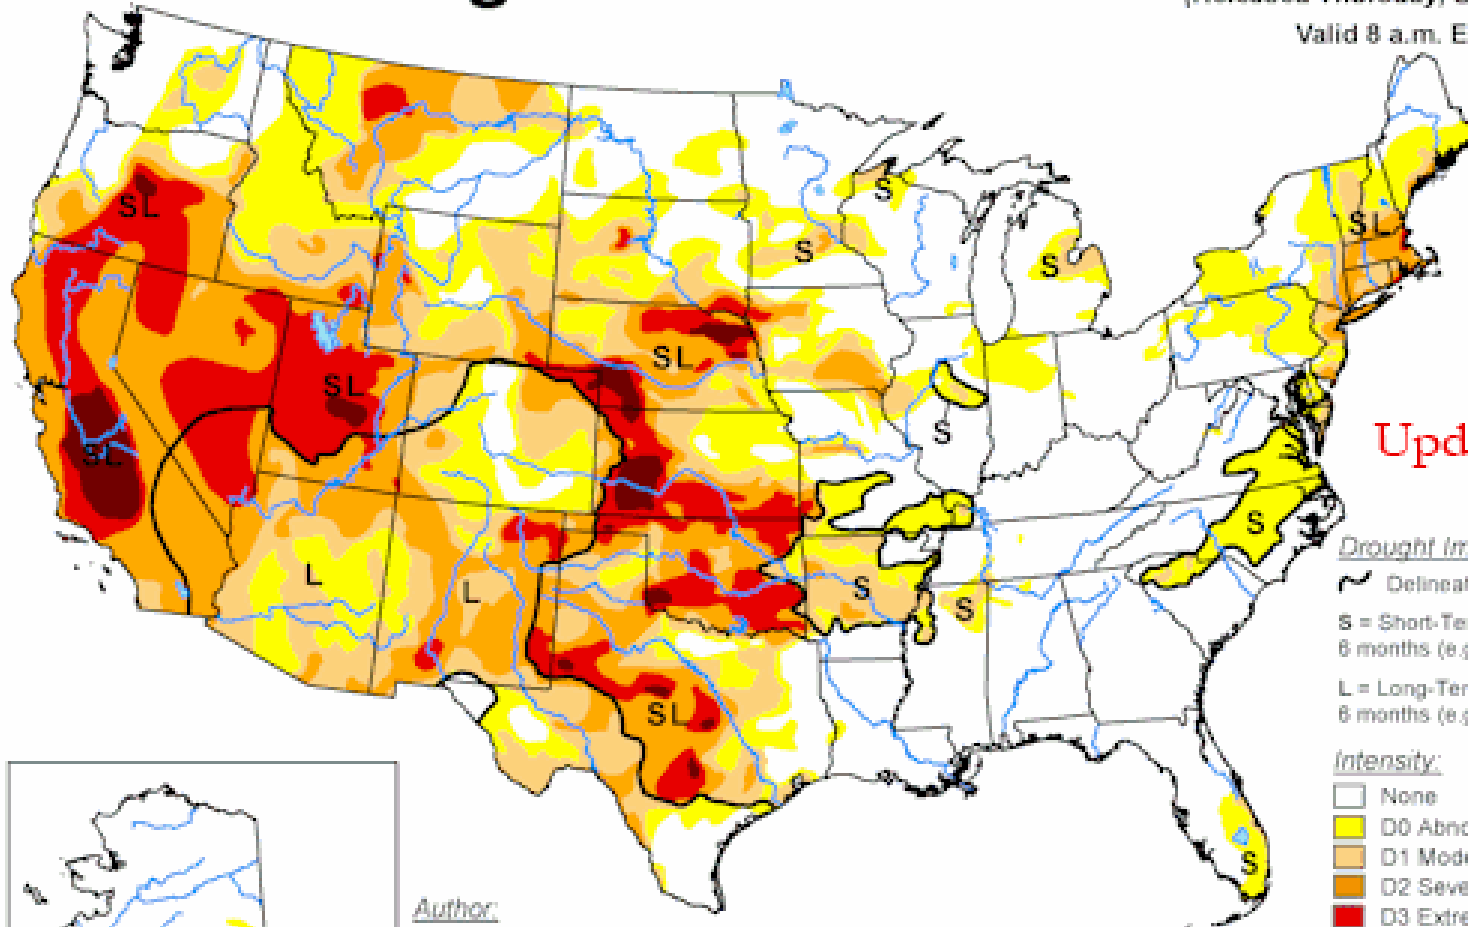 Valid 8 a.m. E
SL
S
S
SL
S
SL
SL
S
Upd
SL
S
L
L
S
S
SL
S
Drought Im
Delineat
S = Short-Te
6 months (e.g
L = Long-Ter
6 months (e.g
Intensity:
None
D0 Abno
D1 Mode
D2 Seve
D3 Extre
Author: